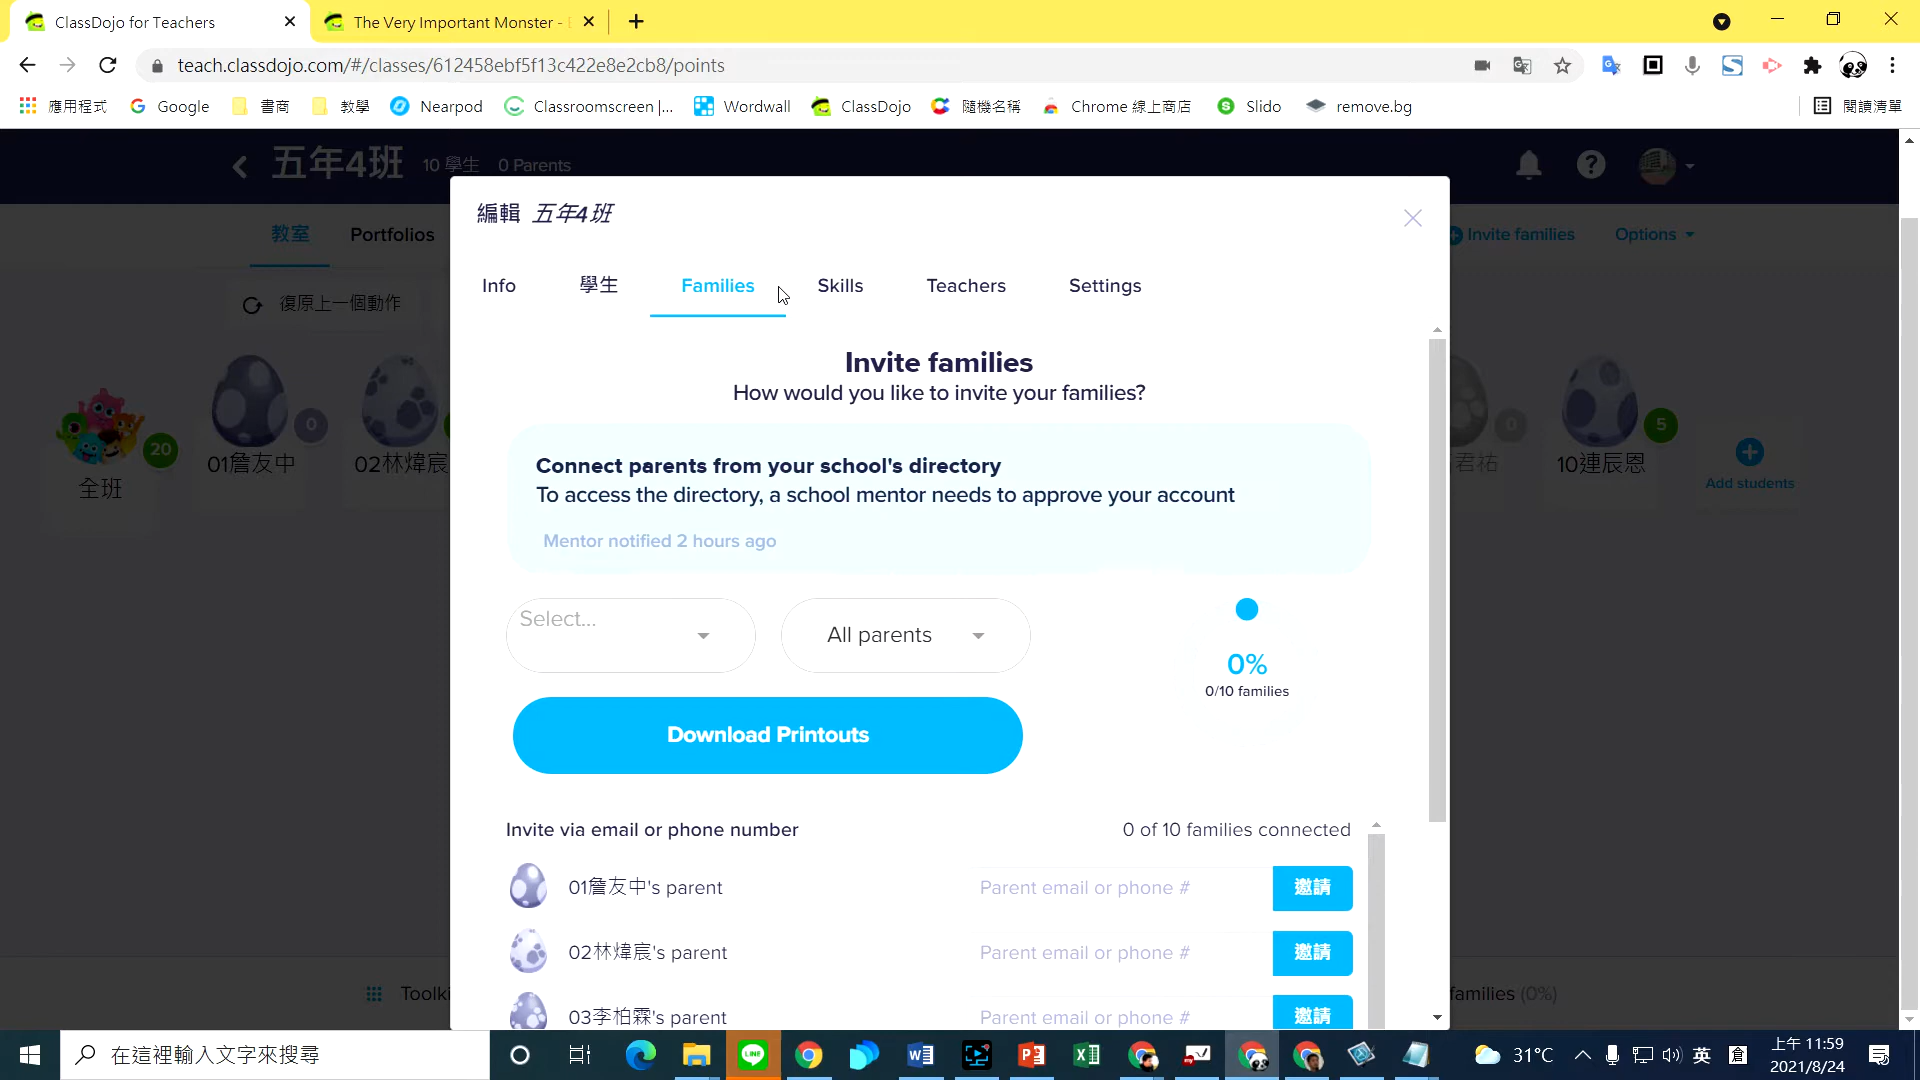 ClassDojo for Teachers
The Very Important Monster -
teach.classdojo.com/#/classes/612458ebf5f13c422e8e2cb8/points
應用程式
Google
書商
教學
Nearpod
Classroomscreen |...
Wordwall
ClassDojo
隨機名稱
Chrome 線上商店
Slido
remove.bg
閱讀清單
五年4班 10 學生 0 Parents
編輯 五年4班
教室
Portfolios
Invite families
Options
Info
學生
Families
Skills
Teachers
Settings
復原上一個動作
Invite families
How would you like to invite your families?
Connect parents from your school's directory
To access the directory, a school mentor needs to approve your account
Mentor notified 2 hours ago
20
全班
0
01詹友中
02林煒宸
0
君祐
5
10連辰恩
Add students
Select...
All parents
0%
0/10 families
Download Printouts
Invite via email or phone number
0 of 10 families connected
01詹友中's parent
Parent email or phone #
邀請
02林煒宸's parent
Parent email or phone #
邀請
03李柏霖's parent
Parent email or phone #
邀請
Toolki
families (0%)
在這裡輸入文字來搜尋
31°C
英
倉
上午 11:59
2021/8/24